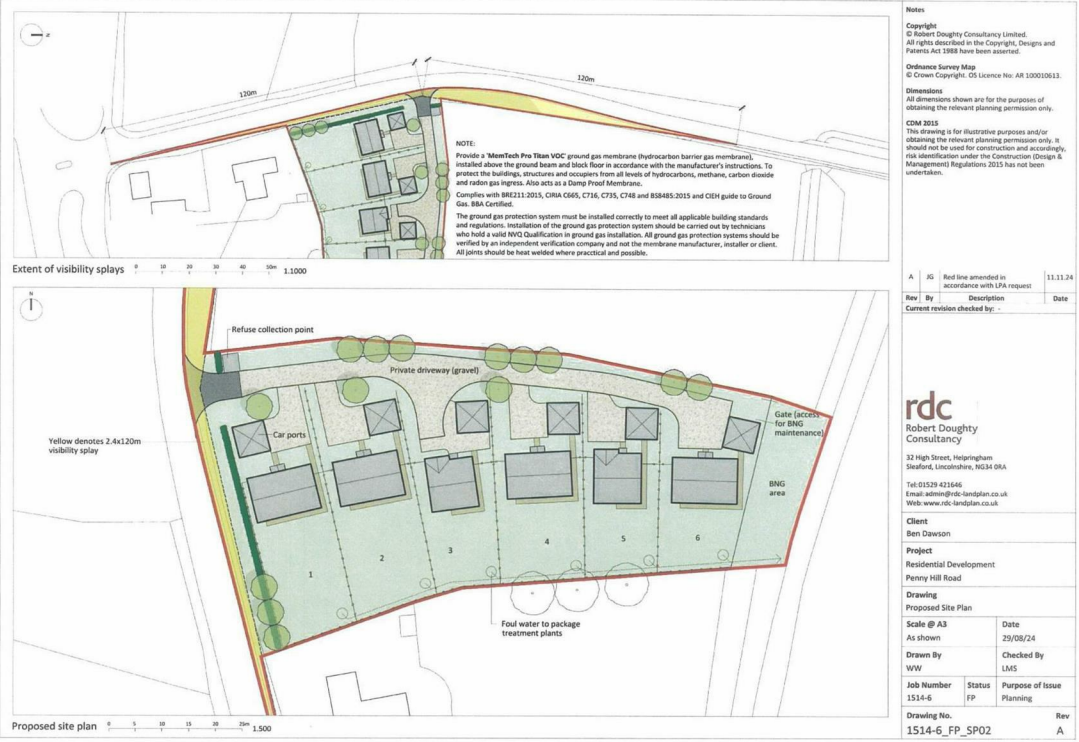 N
120m
120m
NOTE:
Provide a 'MemTech Pro Titan VOC' ground gas membrane (hydrocarbon barrier gas membrane),
installed above the ground beam and block floor in accordance with the manufacturer's instructions. To
protect the buildings, structures and occupiers from all levels of hydrocarbons, methane, carbon dioxide
and radon gas ingress. Also acts as a Damp Proof Membrane.
Complies with BRE211:2015, CIRIA C665, C716, C735, C748 and BS8485:2015 and CIEH guide to Ground
Gas. BBA Certified.
The ground gas protection system must be installed correctly to meet all applicable building standards
and regulations. Installation of the ground gas protection system should be carried out by technicians
who hold a valid NVQ Qualification in ground gas installation. All ground gas protection systems should be
verified by an independent verification company and not the membrane manufacturer, installer or client.
All joints should be heat welded where pracctical and possible.
Extent of visibility splays
0 10 20 30 40 50m
1.1000
N
Refuse collection point
Private driveway (gravel)
Gate (access
for BNG
maintenance)
Car ports
Yellow denotes 2.4x120m
visibility splay
BNG
area
1
2
3
4
5
6
Foul water to package
treatment plants
Proposed site plan
0 5 10 15 20 25m
1.500
Notes
Copyright
© Robert Doughty Consultancy Limited.
All rights described in the Copyright, Designs and
Patents Act 1988 have been asserted.
Ordnance Survey Map
© Crown Copyright. OS Licence No: AR 100010613.
Dimensions
All dimensions shown are for the purposes of
obtaining the relevant planning permission only.
CDM 2015
This drawing is for illustrative purposes and/or
obtaining the relevant planning permission only. It
should not be used for construction and accordingly,
risk identification under the Construction (Design &
Management) Regulations 2015 has not been
undertaken.
A JG Red line amended in 11.11.24
accordance with LPA request
Rev By Description Date
Current revision checked by: -
rdc
Robert Doughty
Consultancy
32 High Street, Helpringham
Sleaford, Lincolnshire, NG34 0RA
Tel: 01529 421646
Email: admin@rdc-landplan.co.uk
Web: www.rdc-landplan.co.uk
Client
Ben Dawson
Project
Residential Development
Penny Hill Road
Drawing
Proposed Site Plan
Scale @ A3 Date
As shown 29/08/24
Drawn By Checked By
WW LMS
Job Number Status Purpose of Issue
1514-6 FP Planning
Drawing No. Rev
1514-6_FP_SP02 A